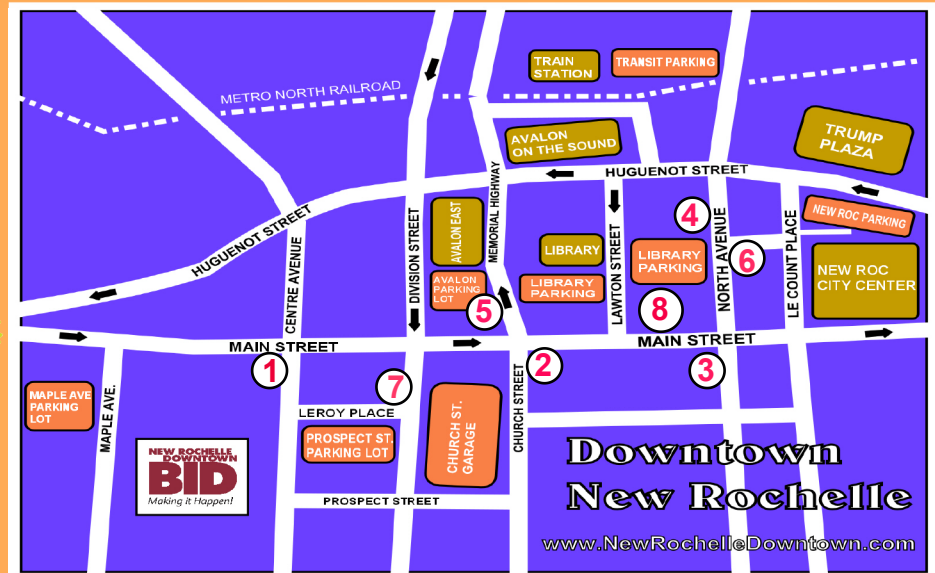 METRO NORTH RAILROAD
TRAIN
STATION
TRANSIT PARKING
AVALON
ON THE SOUND
TRUMP
PLAZA
HUGUENOT STREET
HUGUENOT STREET
CENTRE AVENUE
DIVISION STREET
AVALON EAST
MEMORIAL HIGHWAY
LIBRARY
LAWTON STREET
LIBRARY
PARKING
4
NORTH AVENUE
6
LE COUNT PLACE
NEW ROC PARKING
NEW ROC
CITY CENTER
AVALON
PARKING
LOT
5
LIBRARY
PARKING
8
MAIN STREET
MAIN STREET
1
7
2
3
MAPLE AVE
PARKING
LOT
MAPLE AVE.
LEROY PLACE
PROSPECT ST.
PARKING LOT
CHURCH ST.
GARAGE
CHURCH STREET
PROSPECT STREET
NEW ROCHELLE
DOWNTOWN
BID
Making it Happen!
Downtown
New Rochelle
www.NewRochelleDowntown.com